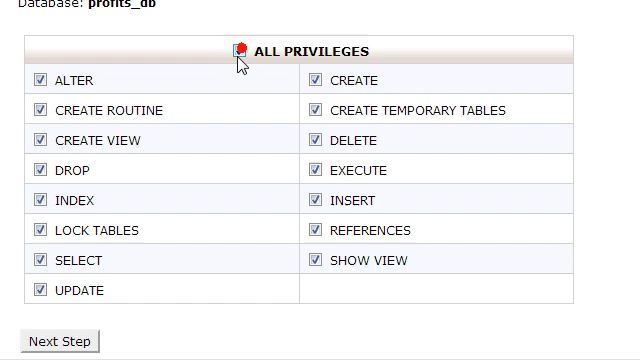 Database: profits_db
ALL PRIVILEGES
ALTER CREATE
CREATE ROUTINE CREATE TEMPORARY TABLES
CREATE VIEW DELETE
DROP EXECUTE
INDEX INSERT
LOCK TABLES REFERENCES
SELECT SHOW VIEW
UPDATE
Next Step